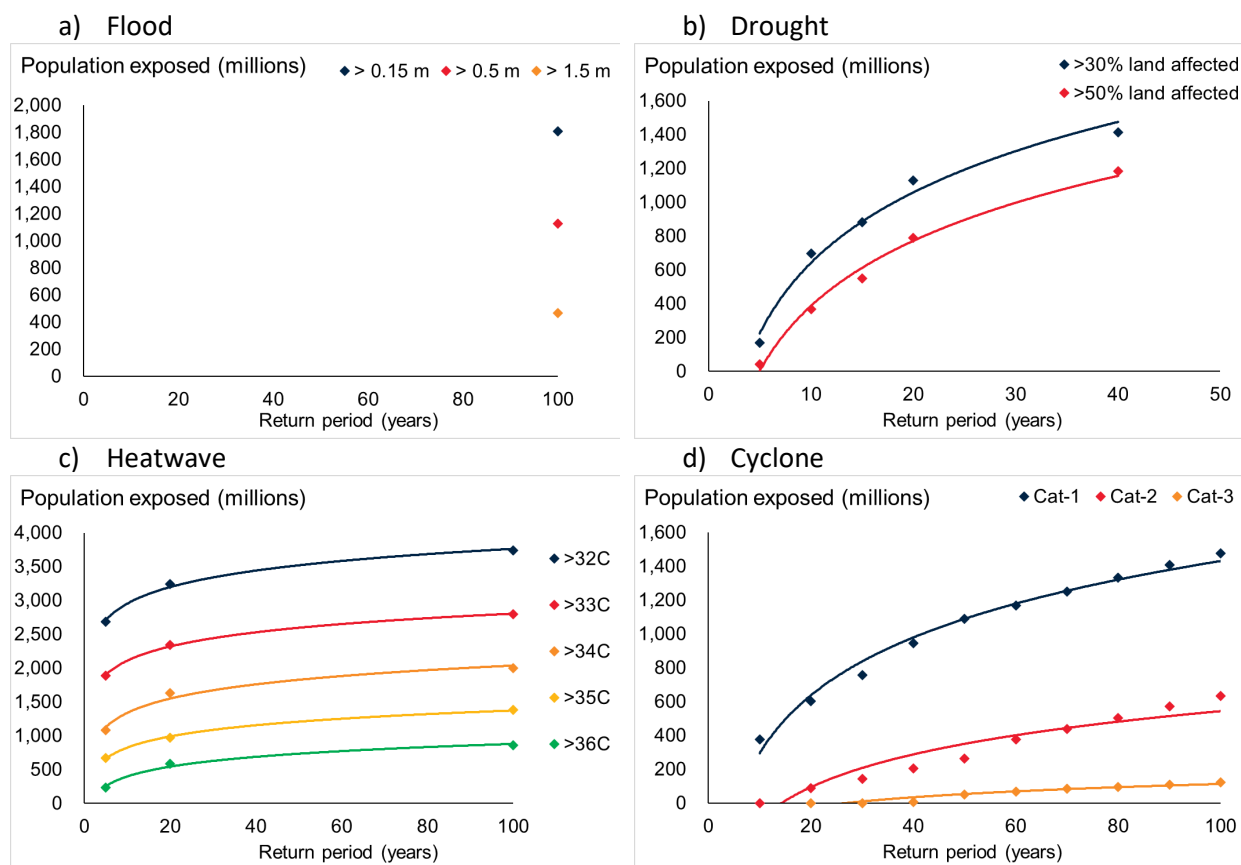 a) Flood
Population exposed (millions)
> 0.15 m > 0.5 m > 1.5 m
2,000
1,800
1,600
1,400
1,200
1,000
800
600
400
200
0
0 20 40 60 80 100
Return period (years)
b) Drought
Population exposed (millions)
>30% land affected
>50% land affected
1,600
1,400
1,200
1,000
800
600
400
200
0
0 10 20 30 40 50
Return period (years)
c) Heatwave
Population exposed (millions)
4,000
3,500
3,000
2,500
2,000
1,500
1,000
500
0
0 20 40 60 80 100
Return period (years)
>32C
>33C
>34C
>35C
>36C
d) Cyclone
Population exposed (millions)
Cat-1 Cat-2 Cat-3
1,600
1,400
1,200
1,000
800
600
400
200
0
0 20 40 60 80 100
Return period (years)